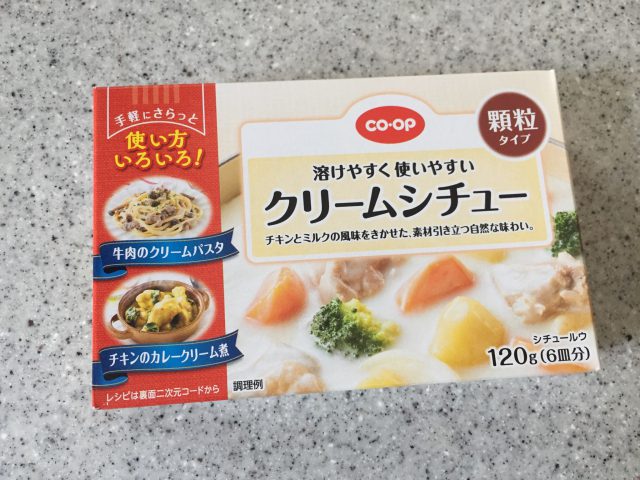 手軽にさらっと
使い方
いろいろ!
牛肉のクリームパスタ
チキンのカレークリーム煮
レシピは裏面二次元コードから
CO・OP
顆粒
タイプ
溶けやすく使いやすい
クリームシチュー
チキンとミルクの風味をきかせた、素材引き立つ自然な味わい。
調理例
シチュールウ
120g(6皿分)